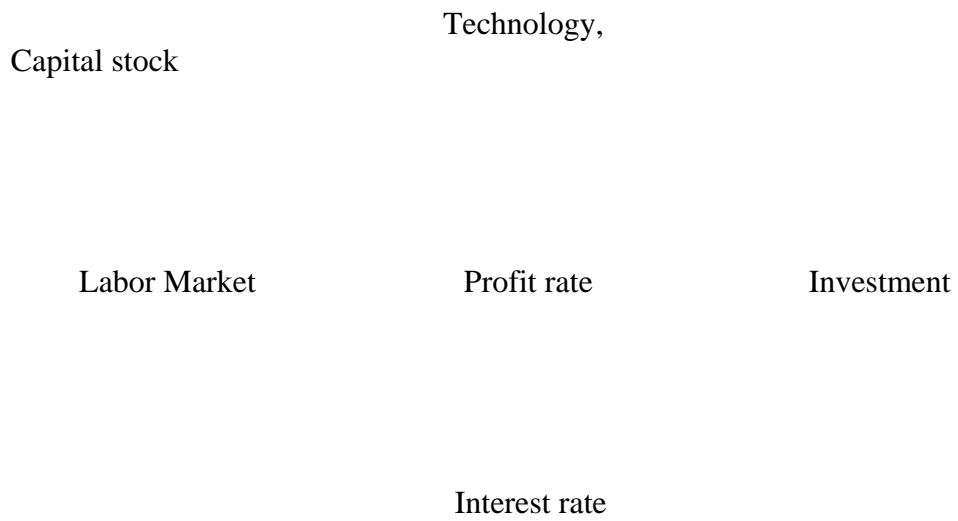 Technology,
Capital stock
Labor Market Profit rate Investment
Interest rate